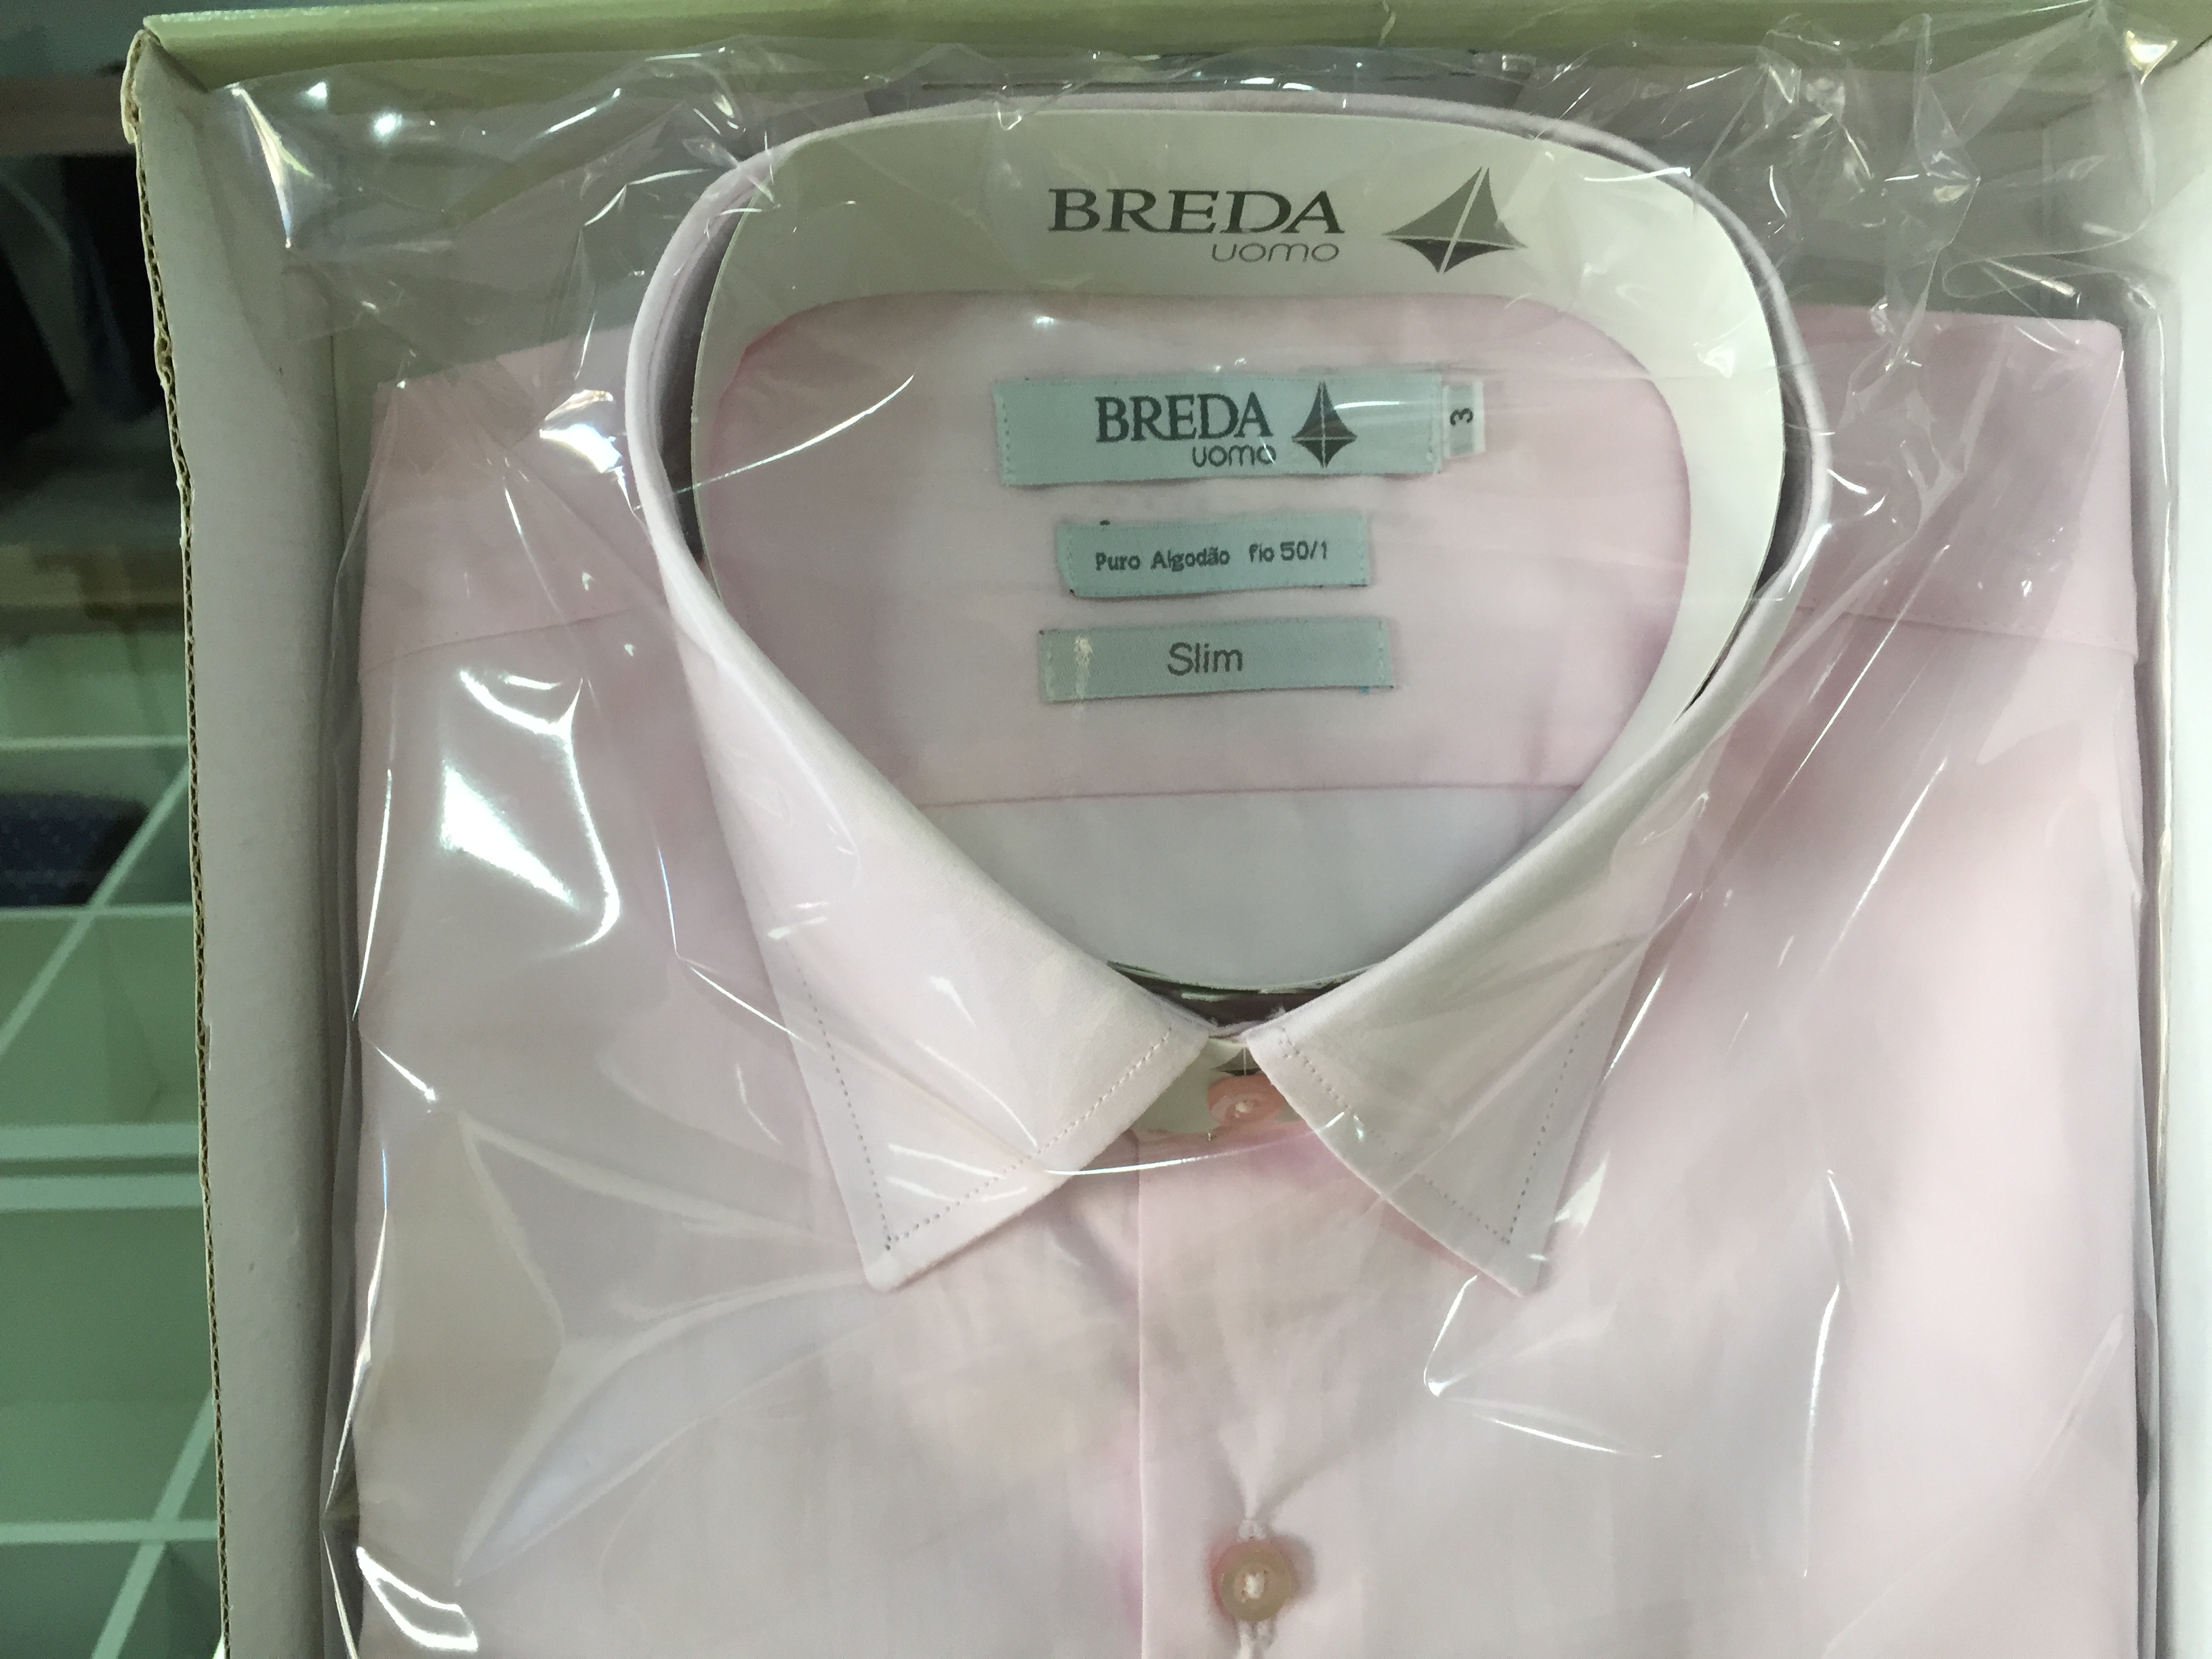 BREDA
uomo
BREDA
uomo
3
Puro Algodão fio 50/1
Slim